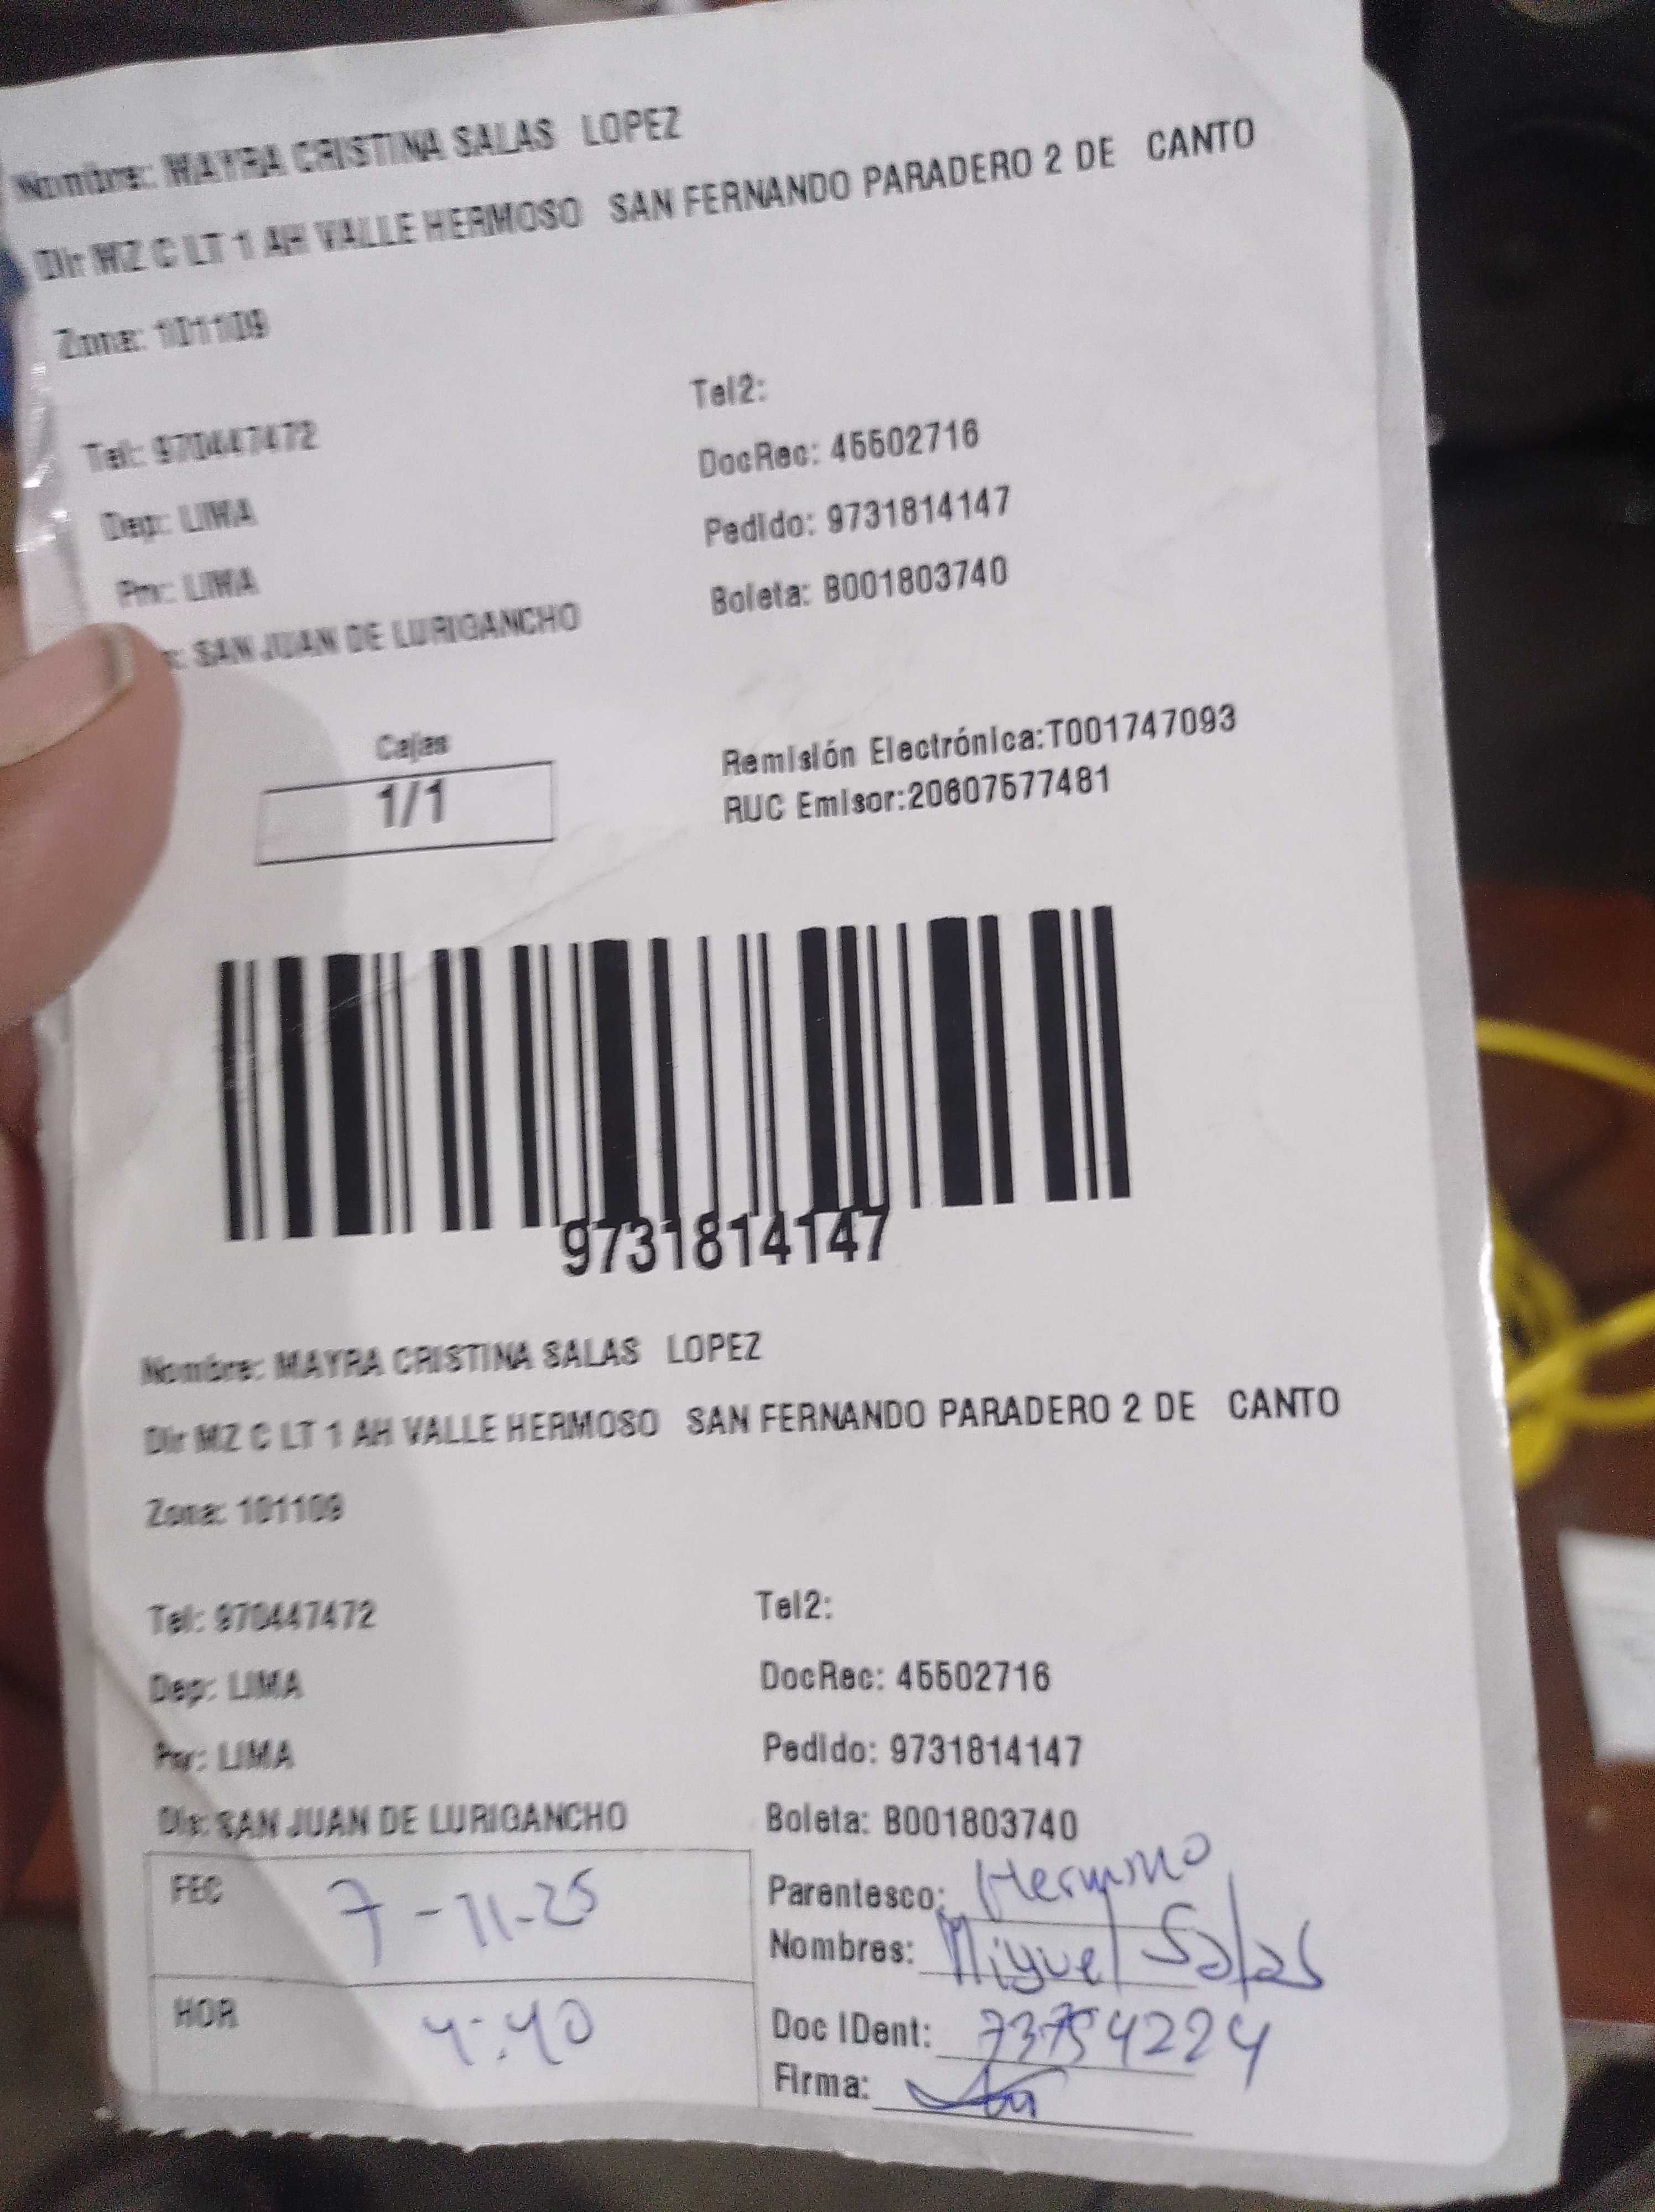 Nombre: MAYRA CRISTINA SALAS LOPEZ
Dir MZ C LT 1 AH VALLE HERMOSO SAN FERNANDO PARADERO 2 DE CANTO
Zona: 101109
Tel2:
Tel: 970447472
DocRec: 45502716
Dep: LIMA
Pedido: 9731814147
Prv: LIMA
Boleta: B001803740
s: SAN JUAN DE LURIGANCHO
Cajas
1/1
Remisión Electrónica:T001747093
RUC Emisor:20607577481
9731814147
Nombre: MAYRA CRISTINA SALAS LOPEZ
Dir MZ C LT 1 AH VALLE HERMOSO SAN FERNANDO PARADERO 2 DE CANTO
Zona: 101109
Tel: 970447472
Tel2:
Dep: LIMA
DocRec: 45502716
Prv: LIMA
Pedido: 9731814147
Dis: SAN JUAN DE LURIGANCHO
Boleta: B001803740
FEC 7-11-25
Parentesco: Hermano
Nombres: Miguel Salas
HOR 4:40
Doc IDent: 73754224
Firma: